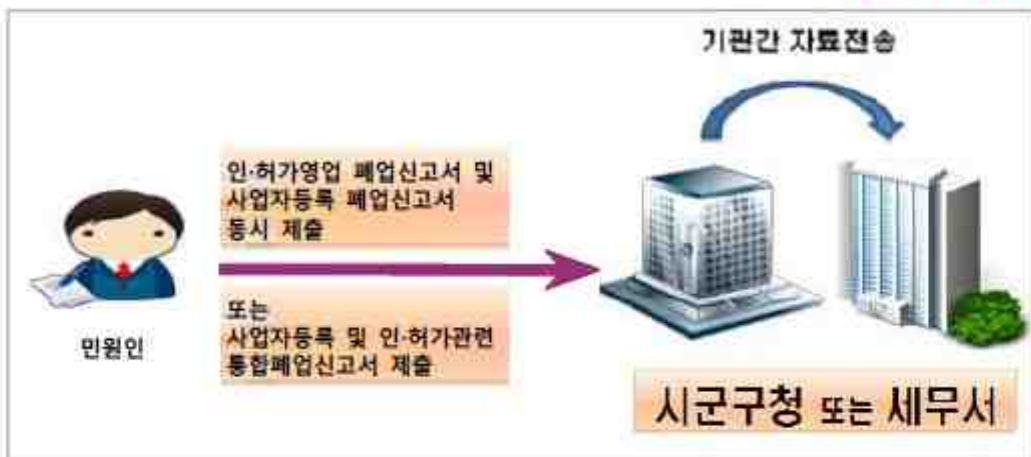 기관간 자료전송
인·허가영업 폐업신고서 및
사업자등록 폐업신고서
동시 제출
또는
사업자등록 및 인·허가관련
통합폐업신고서 제출
민원인
시군구청 또는 세무서